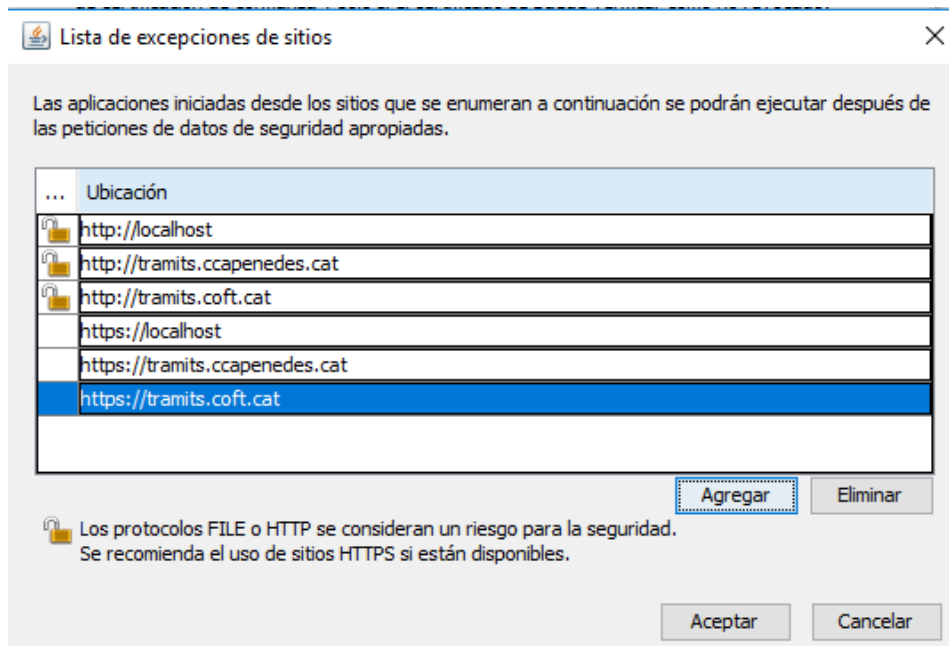 Lista de excepciones de sitios
Las aplicaciones iniciadas desde los sitios que se enumeran a continuación se podrán ejecutar después de
las peticiones de datos de seguridad apropiadas.
... Ubicación
http://localhost
http://tramits.ccapenedes.cat
http://tramits.coft.cat
https://localhost
https://tramits.ccapenedes.cat
https://tramits.coft.cat
Agregar Eliminar
Los protocolos FILE o HTTP se consideran un riesgo para la seguridad.
Se recomienda el uso de sitios HTTPS si están disponibles.
Aceptar Cancelar